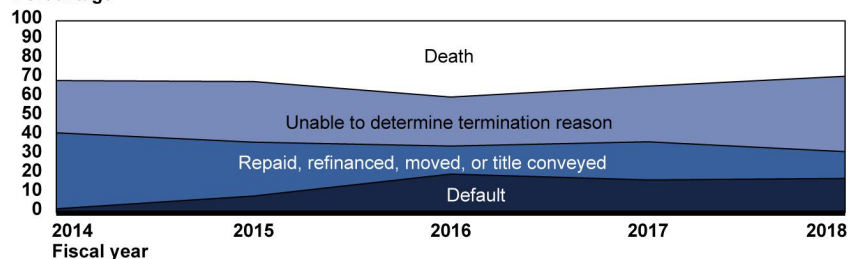 100
90
80
70
60
50
40
30
20
10
0
Death
Unable to determine termination reason
Repaid, refinanced, moved, or title conveyed
Default
2014 2015 2016 2017 2018
Fiscal year